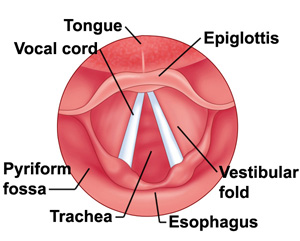 Tongue
Vocal cord
Epiglottis
Pyriform
fossa
Vestibular
fold
Trachea
Esophagus